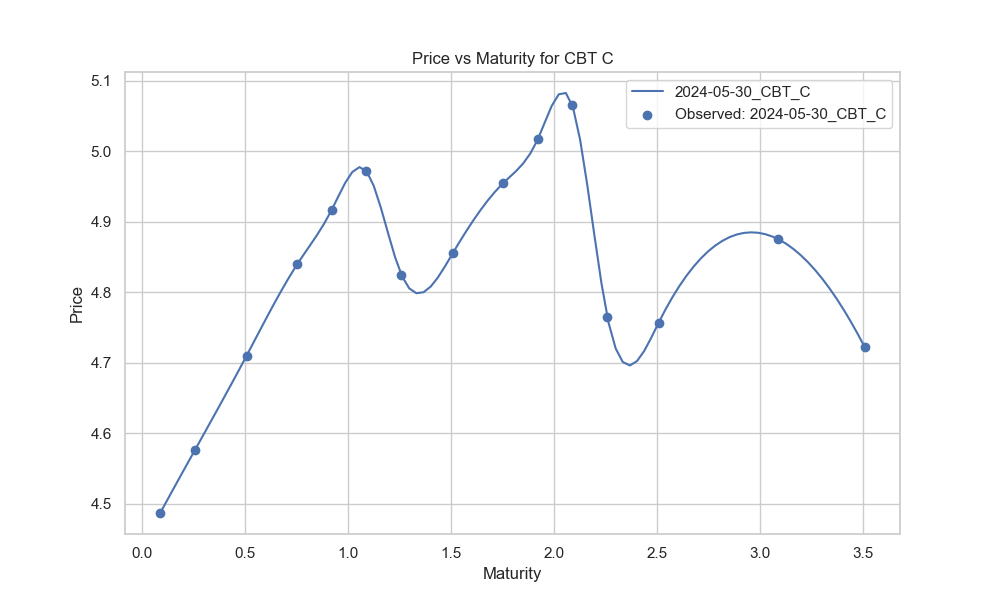 Price vs Maturity for CBT C
2024-05-30_CBT_C
Observed: 2024-05-30_CBT_C
Price
5.1
5.0
4.9
4.8
4.7
4.6
4.5
0.0 0.5 1.0 1.5 2.0 2.5 3.0 3.5
Maturity